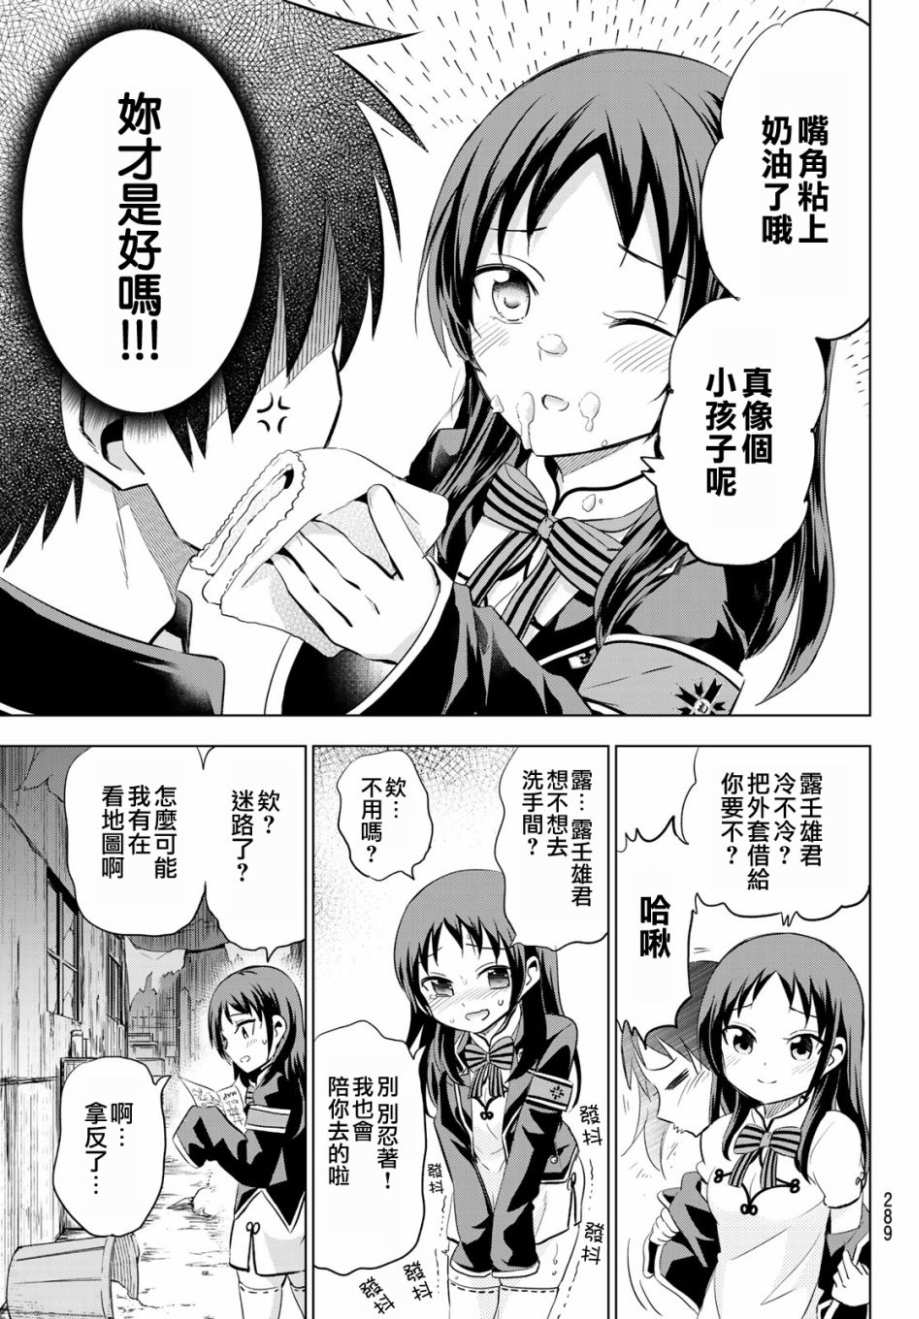 嘴角粘上
奶油了哦
真像個
小孩子呢
妳才是好嗎!!!
露壬雄君
冷不冷?
把外套借給
你要不?
哈啾
露…露壬雄君
想不想去
洗手間?
欸…
不用嗎?
別別忍著!
我也會
陪你去的啦
發抖
發抖
發抖
發抖
發抖
發抖
欸?
迷路了?
怎麼可能
我有在
看地圖啊
啊…
拿反了…
289